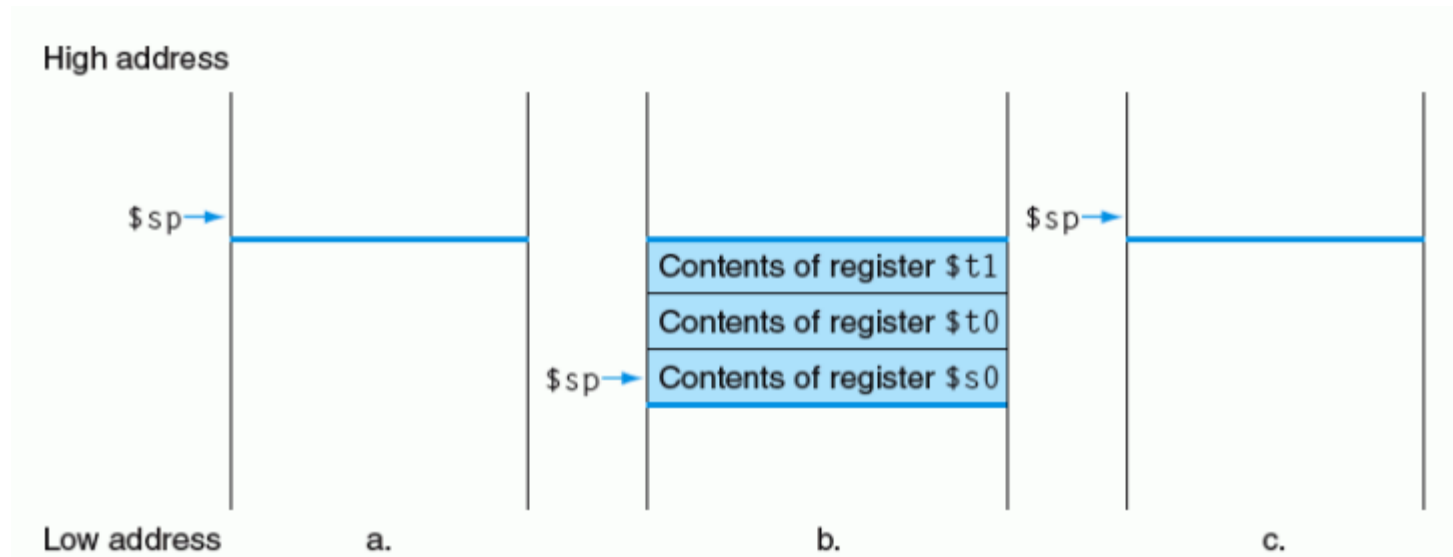 High address
$sp
$sp
Contents of register $t1
Contents of register $t0
$sp
Contents of register $s0
Low address
a.
b.
c.